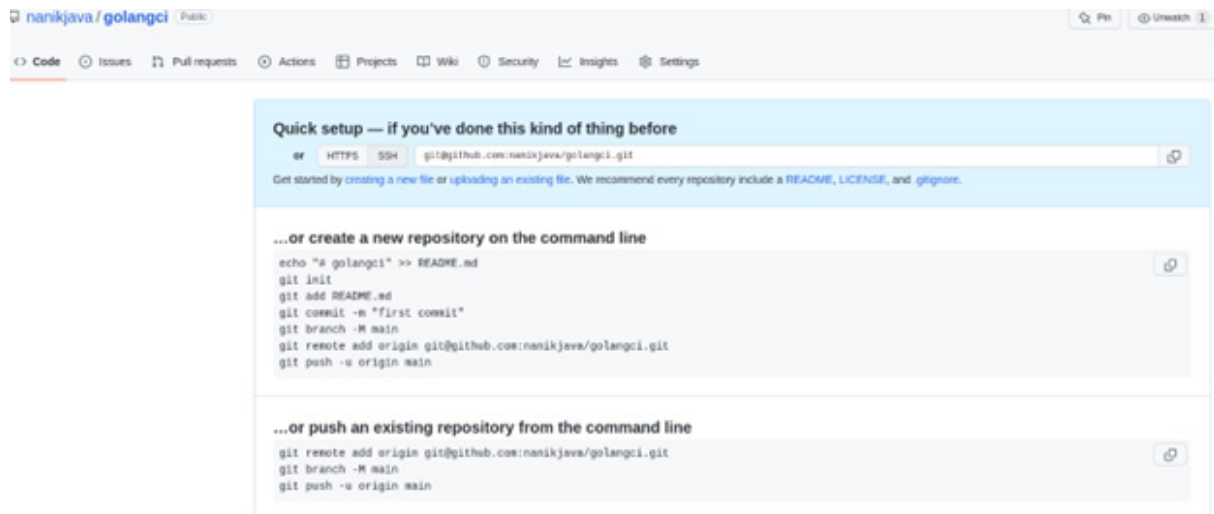 nanikjava / golangci Public
Pin
Unwatch 1
Code Issues Pull requests Actions Projects Wiki Security Insights Settings
Quick setup — if you've done this kind of thing before
or HTTPS SSH git@github.com:nanikjava/golangci.git
Get started by creating a new file or uploading an existing file. We recommend every repository include a README, LICENSE, and .gitignore.
...or create a new repository on the command line
echo "# golangci" >> README.md
git init
git add README.md
git commit -m "first commit"
git branch -M main
git remote add origin git@github.com:nanikjava/golangci.git
git push -u origin main
...or push an existing repository from the command line
git remote add origin git@github.com:nanikjava/golangci.git
git branch -M main
git push -u origin main